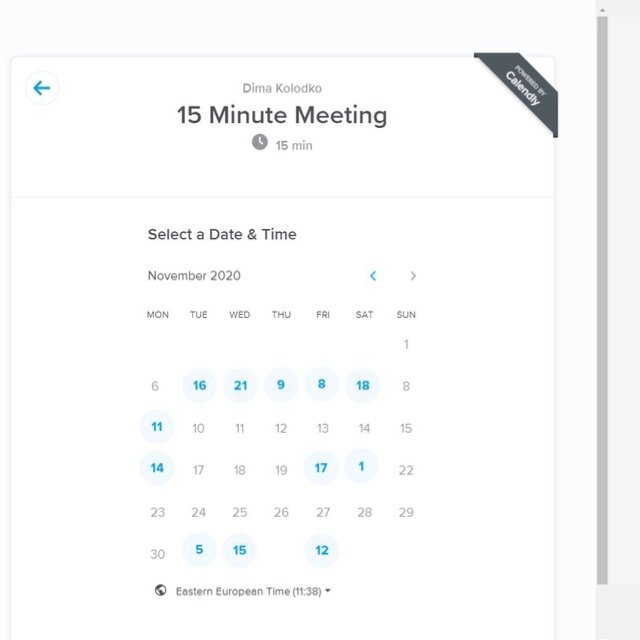 POWERED BY
Calendly
Dima Kolodko
15 Minute Meeting
15 min
Select a Date & Time
November 2020
MON TUE WED THU FRI SAT SUN
1
6 16 21 9 8 18 8
11 10 11 12 13 14 15
14 17 18 19 17 1 22
23 24 25 26 27 28 29
30 5 15 12
Eastern European Time (11:38)